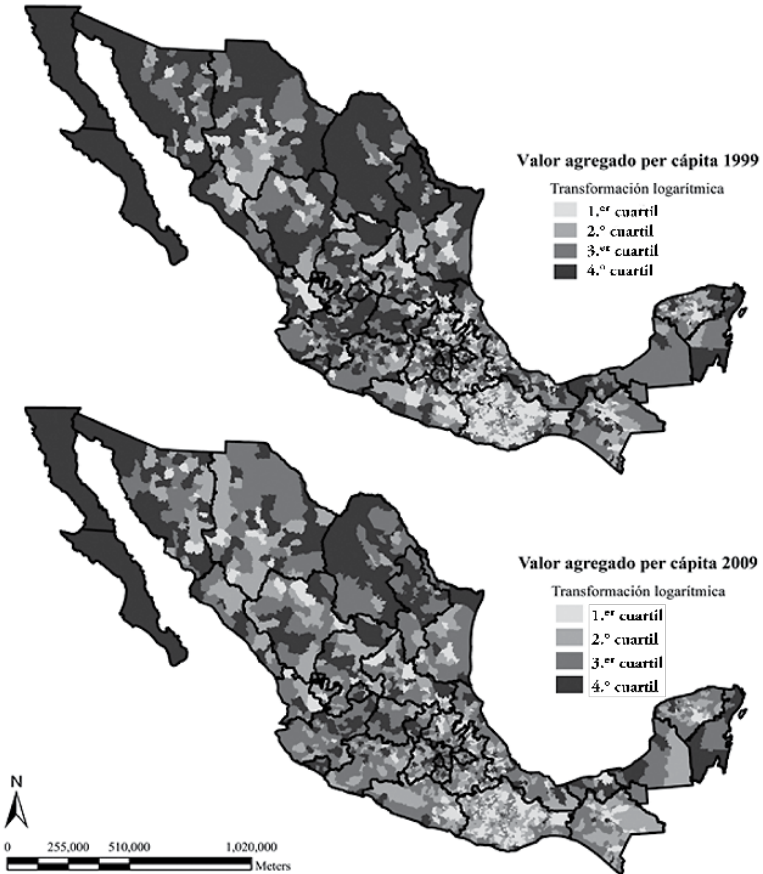 Valor agregado per cápita 1999
Transformación logarítmica
1.er cuartil
2.° cuartil
3.er cuartil
4.° cuartil
Valor agregado per cápita 2009
Transformación logarítmica
1.er cuartil
2.° cuartil
3.er cuartil
4.° cuartil
N
0 255,000 510,000 1,020,000
Meters